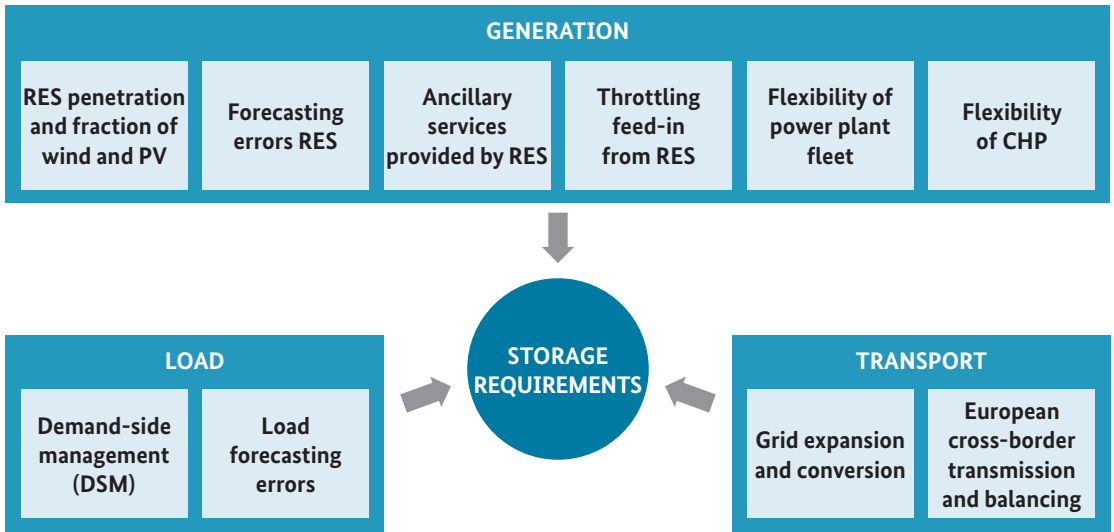 GENERATION
RES penetration
and fraction of
wind and PV
Forecasting
errors RES
Ancillary
services
provided by RES
Throttling
feed-in
from RES
Flexibility of
power plant
fleet
Flexibility
of CHP
STORAGE
REQUIREMENTS
LOAD
Demand-side
management
(DSM)
Load
forecasting
errors
TRANSPORT
Grid expansion
and conversion
European
cross-border
transmission
and balancing